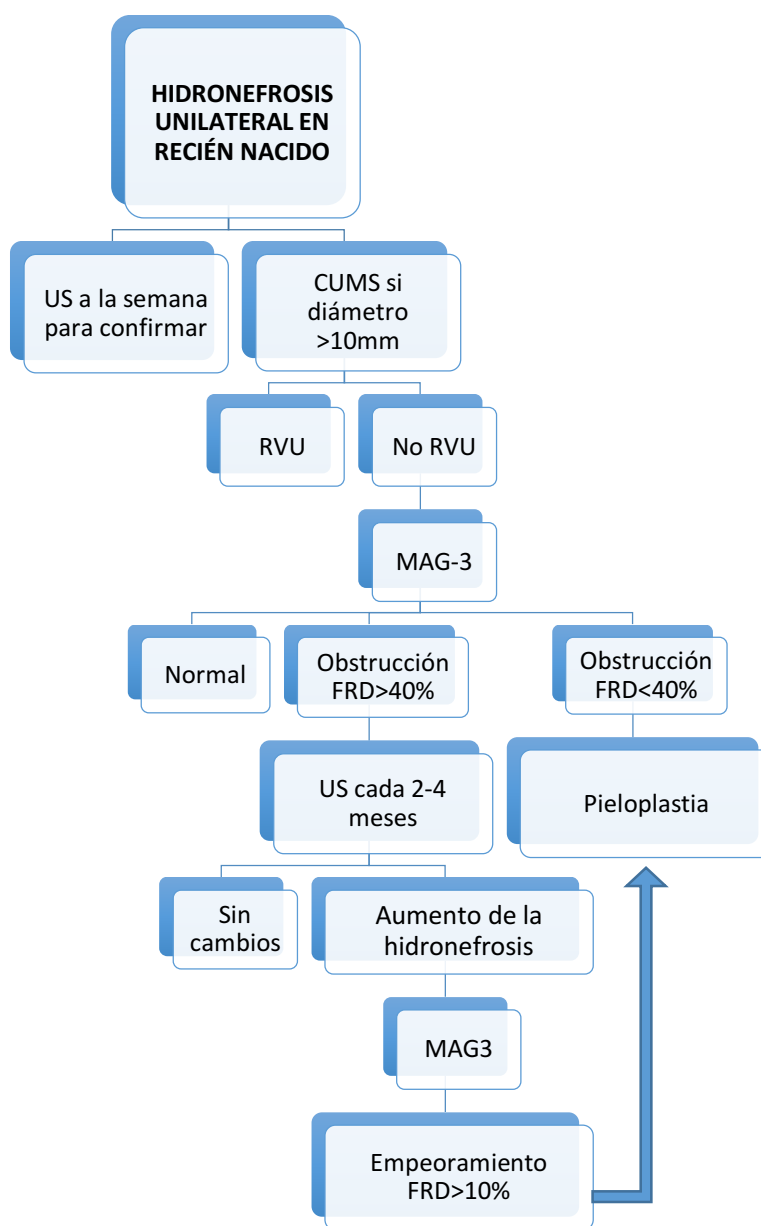 HIDRONEFROSIS
UNILATERAL EN
RECIÉN NACIDO
US a la semana
para confirmar
CUMS si
diámetro
>10mm
RVU
No RVU
MAG-3
Normal
Obstrucción
FRD>40%
Obstrucción
FRD<40%
US cada 2-4
meses
Pieloplastia
Sin
cambios
Aumento de la
hidronefrosis
MAG3
Empeoramiento
FRD>10%